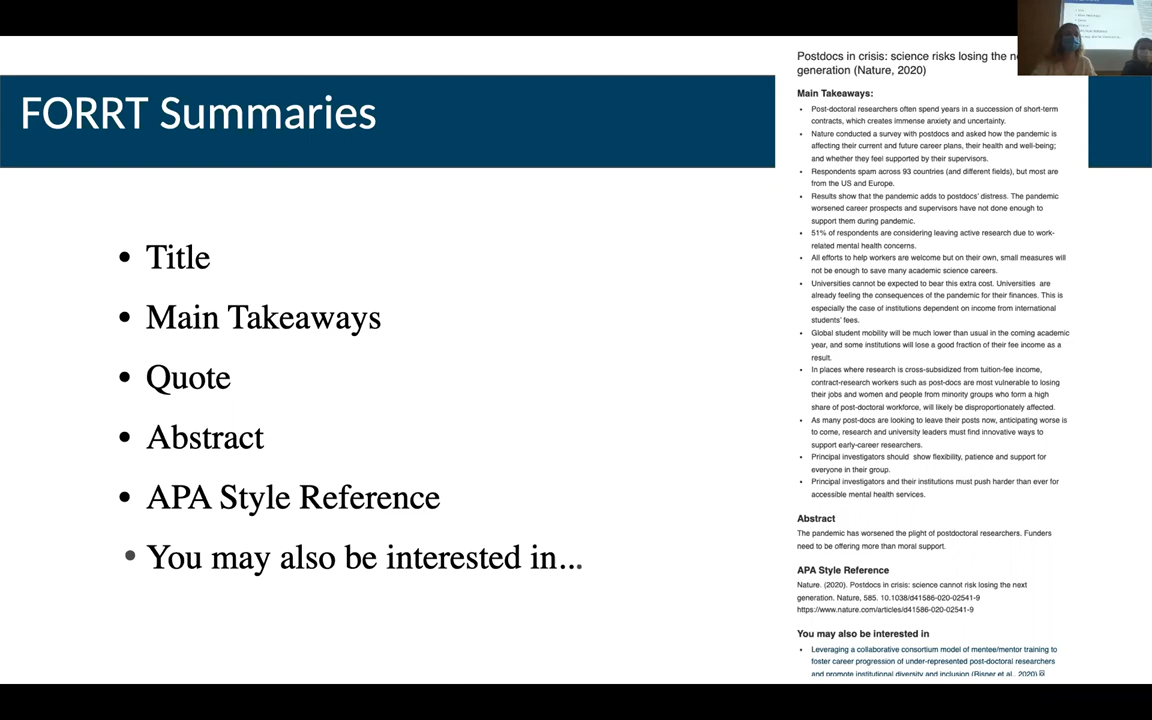 FORRT Summaries
• Title
• Main Takeaways
• Quote
• Abstract
• APA Style Reference
• You may also be interested in...
Postdocs in crisis: science risks losing the
generation (Nature, 2020)
Main Takeaways:
• Post-doctoral researchers often spend years in a succession of short-term
contracts, which creates immense anxiety and uncertainty.
• Nature conducted a survey with postdocs and asked how the pandemic is
affecting their current and future career plans, their health and well-being;
and whether they feel supported by their supervisors.
• Respondents spam across 93 countries (and different fields), but most are
from the US and Europe.
• Results show that the pandemic adds to postdocs' distress. The pandemic
worsened career prospects and supervisors have not done enough to
support them during pandemic.
• 51% of respondents are considering leaving active research due to work-
related mental health concerns.
• All efforts to help workers are welcome but on their own, small measures will
not be enough to save many academic science careers.
• Universities cannot be expected to bear this extra cost. Universities are
already feeling the consequences of the pandemic for their finances. This is
especially the case of institutions dependent on income from international
students' fees.
• Global student mobility will be much lower than usual in the coming academic
year, and some institutions will lose a good fraction of their fee income as a
result.
• In places where research is cross-subsidized from tuition-fee income,
contract-research workers such as post-docs are most vulnerable to losing
their jobs and women and people from minority groups who form a high
share of post-doctoral workforce, will likely be disproportionately affected.
• As many post-docs are looking to leave their posts now, anticipating worse is
to come, research and university leaders must find innovative ways to
support early-career researchers.
• Principal investigators should show flexibility, patience and support for
everyone in their group.
• Principal investigators and their institutions must push harder than ever for
accessible mental health services.
Abstract
The pandemic has worsened the plight of postdoctoral researchers. Funders
need to be offering more than moral support.
APA Style Reference
Nature. (2020). Postdocs in crisis: science cannot risk losing the next
generation. Nature, 585. 10.1038/d41586-020-02541-9
https://www.nature.com/articles/d41586-020-02541-9
You may also be interested in
• Leveraging a collaborative consortium model of mentee/mentor training to
foster career progression of under-represented post-doctoral researchers
and promote institutional diversity and inclusion (Risner et al., 2020)